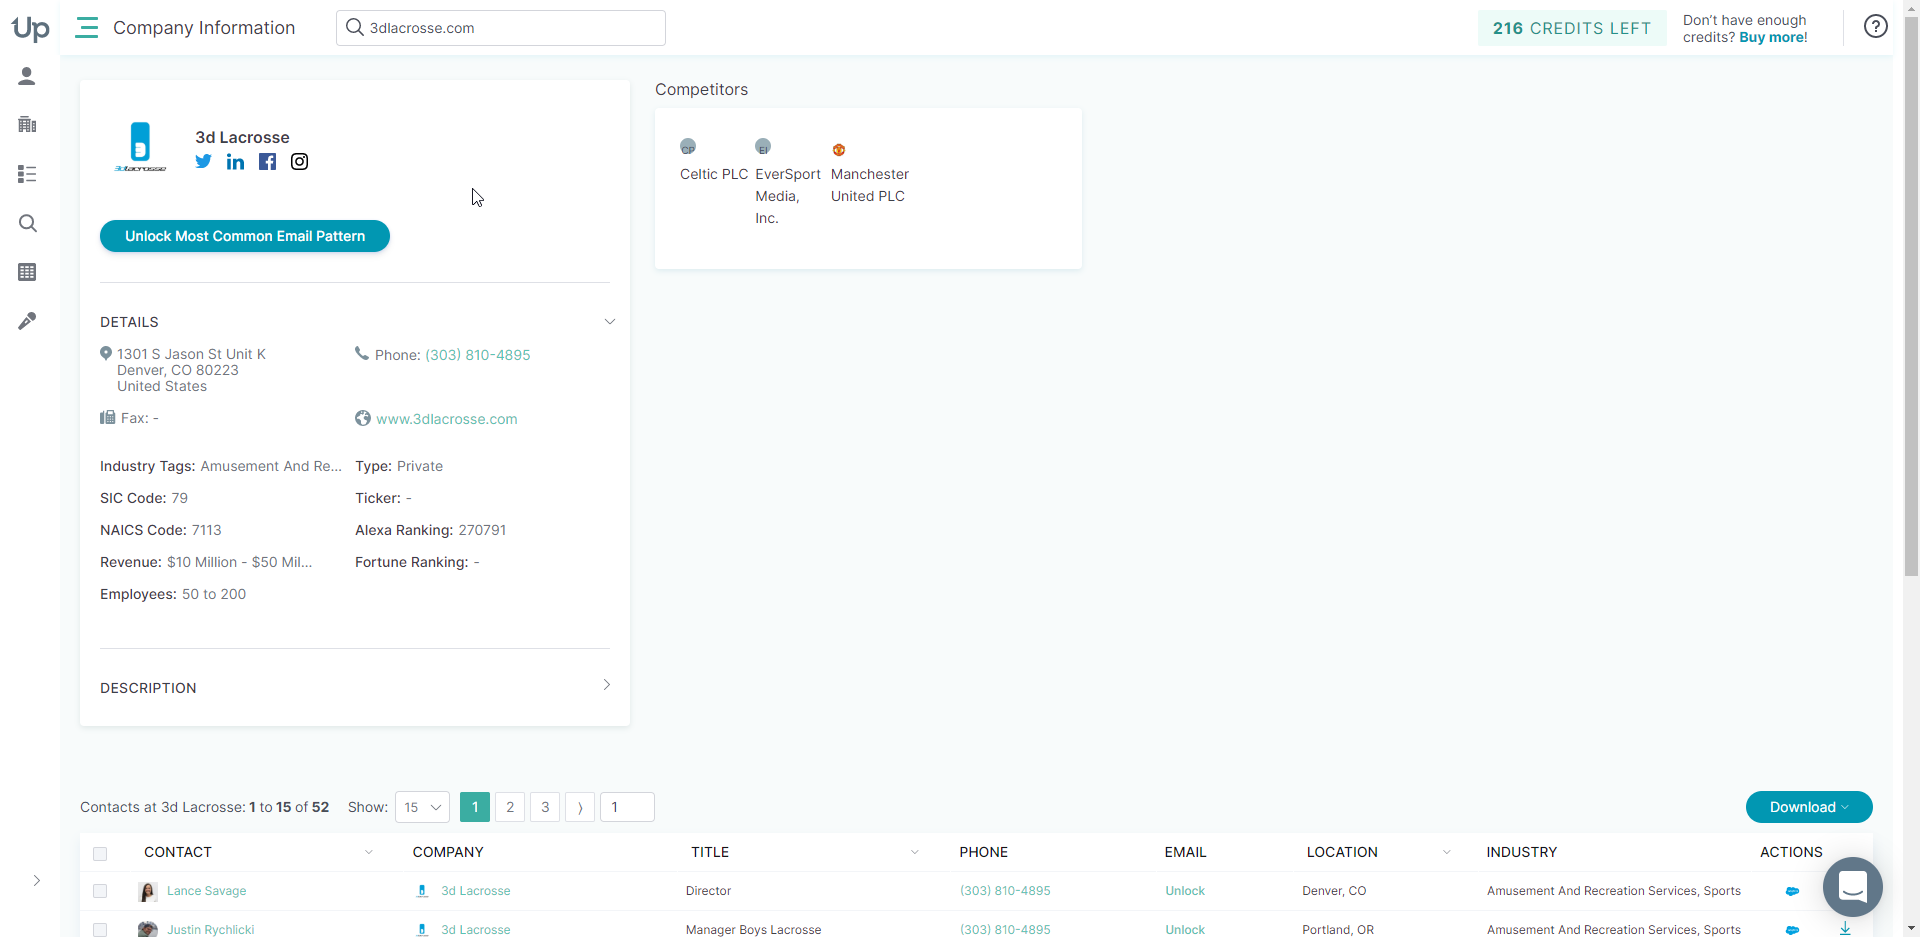 Up
Company Information
3dlacrosse.com
216 CREDITS LEFT
Don't have enough
credits? Buy more!
?
3dlacrosse
3d Lacrosse
Unlock Most Common Email Pattern
DETAILS
1301 S Jason St Unit K
Denver, CO 80223
United States
Phone: (303) 810-4895
Fax: -
www.3dlacrosse.com
Industry Tags: Amusement And Re...
Type: Private
SIC Code: 79
Ticker: -
NAICS Code: 7113
Alexa Ranking: 270791
Revenue: $10 Million - $50 Mil...
Fortune Ranking: -
Employees: 50 to 200
DESCRIPTION
Competitors
CP
Celtic PLC
EI
EverSport
Media,
Inc.
Manchester
United PLC
Contacts at 3d Lacrosse: 1 to 15 of 52 Show: 15 1 2 3 ⟩ 1
Download
CONTACT COMPANY TITLE PHONE EMAIL LOCATION INDUSTRY ACTIONS
Lance Savage 3d Lacrosse Director (303) 810-4895 Unlock Denver, CO Amusement And Recreation Services, Sports
Justin Rychlicki 3d Lacrosse Manager Boys Lacrosse (303) 810-4895 Unlock Portland, OR Amusement And Recreation Services, Sports